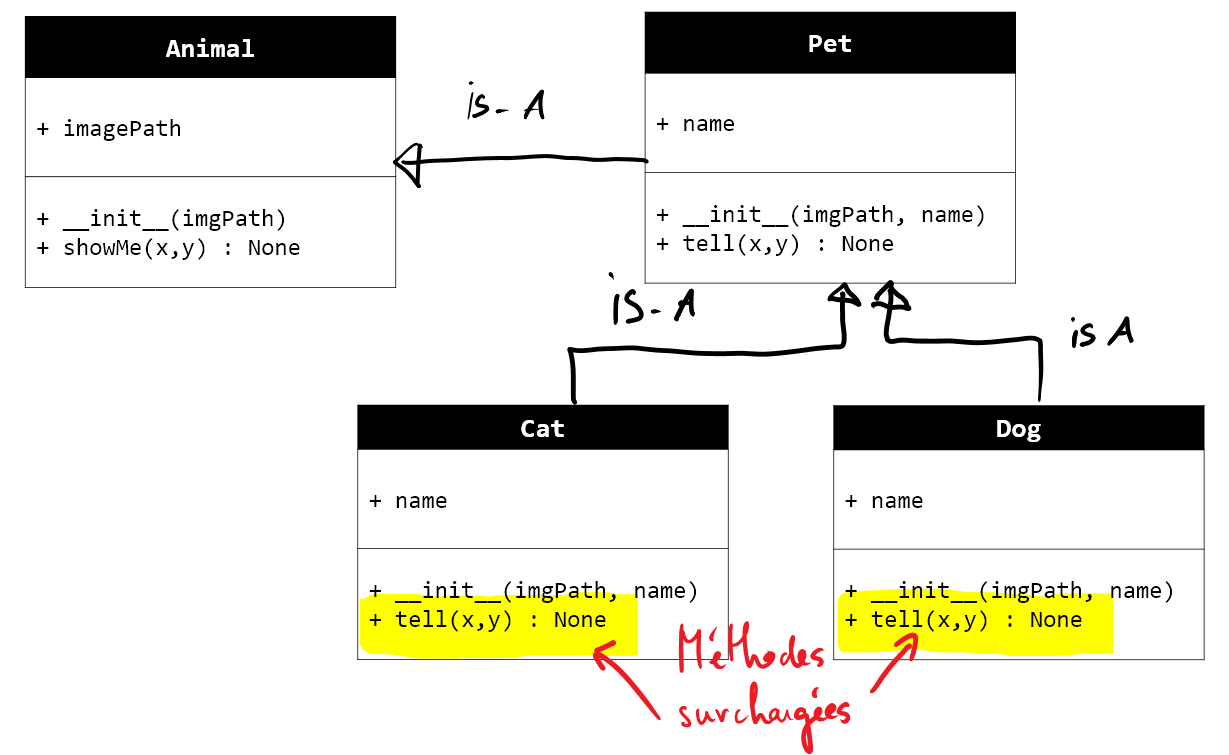 Animal
+ imagePath
+ __init__(imgPath)
+ showMe(x,y) : None
is-A
Pet
+ name
+ __init__(imgPath, name)
+ tell(x,y) : None
is-A
is A
Cat
+ name
+ __init__(imgPath, name)
+ tell(x,y) : None
Dog
+ name
+ __init__(imgPath, name)
+ tell(x,y) : None
Méthodes
surchargées